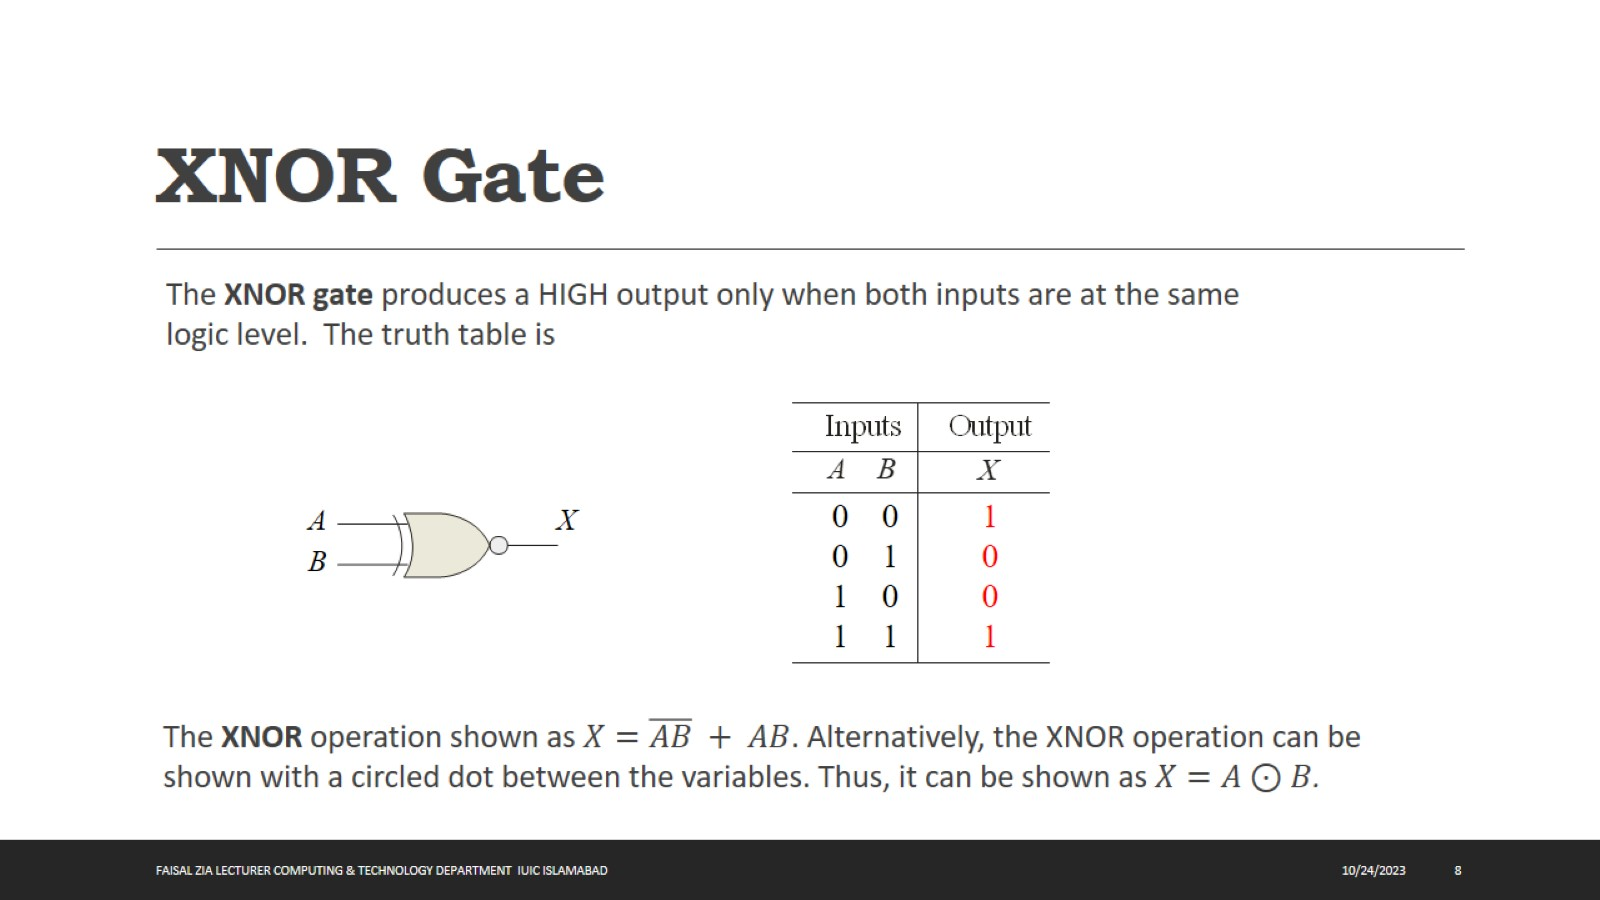 XNOR Gate
The XNOR gate produces a HIGH output only when both inputs are at the same
logic level.  The truth table is
A
B
X
Inputs Output
A B X
0 0 1
0 1 0
1 0 0
1 1 1
The XNOR operation shown as X = A̅B̅ + AB. Alternatively, the XNOR operation can be
shown with a circled dot between the variables. Thus, it can be shown as X = A ⨀ B.
FAISAL ZIA LECTURER COMPUTING & TECHNOLOGY DEPARTMENT IUIC ISLAMABAD 10/24/2023 8